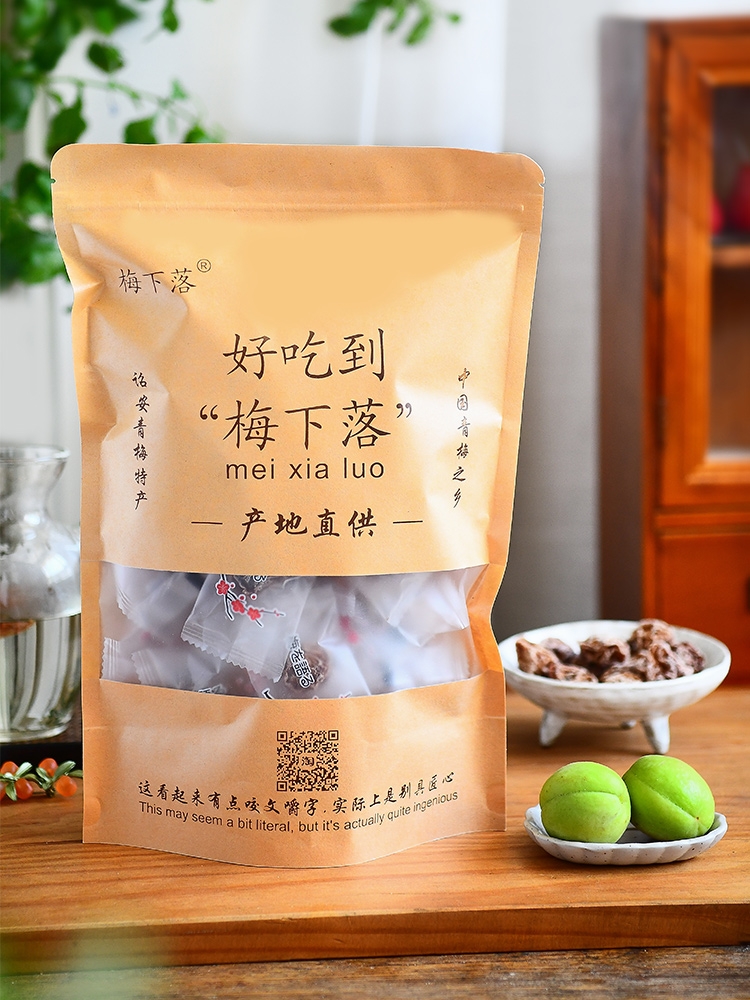 梅下落®
好吃到
“梅下落”
mei xia luo
诏安青梅特产
中国青梅之乡
— 产地直供 —
淘
这看起来有点咬文嚼字，实际上是别具匠心
This may seem a bit literal, but it's actually quite ingenious